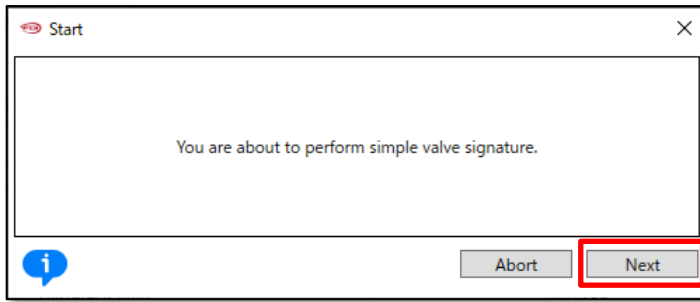 Start
You are about to perform simple valve signature.
Abort
Next